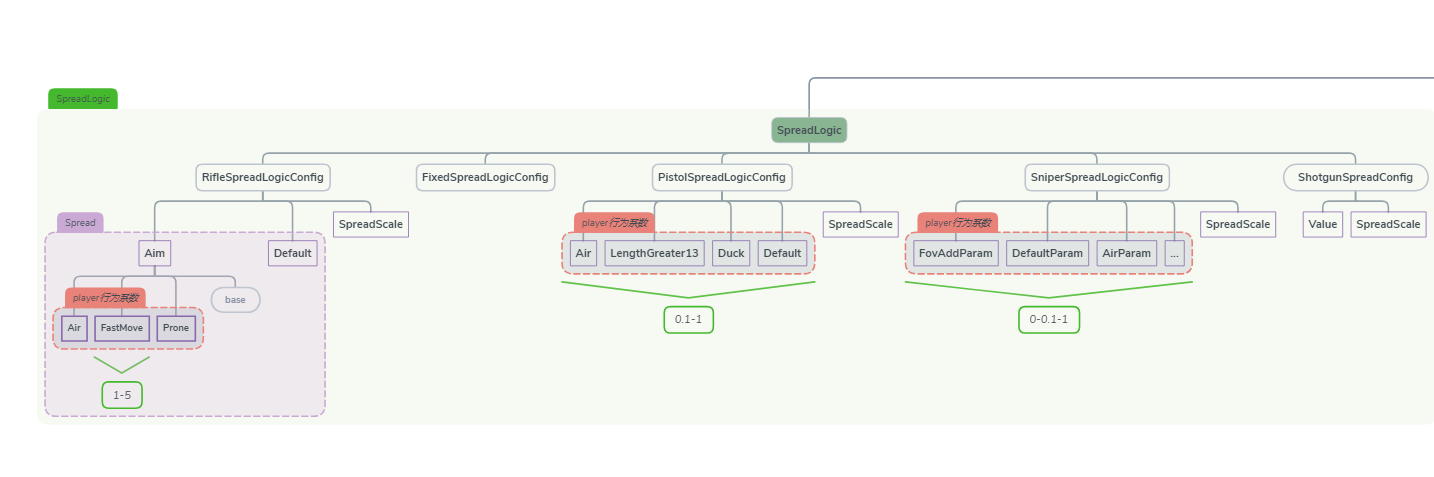 SpreadLogic
SpreadLogic
RifleSpreadLogicConfig
FixedSpreadLogicConfig
PistolSpreadLogicConfig
SniperSpreadLogicConfig
ShotgunSpreadConfig
Spread
SpreadScale
player行为系数
SpreadScale
player行为系数
SpreadScale
Value
SpreadScale
Aim
Default
Air
LengthGreater13
Duck
Default
FovAddParam
DefaultParam
AirParam
...
player行为系数
base
Air
FastMove
Prone
0.1-1
0-0.1-1
1-5